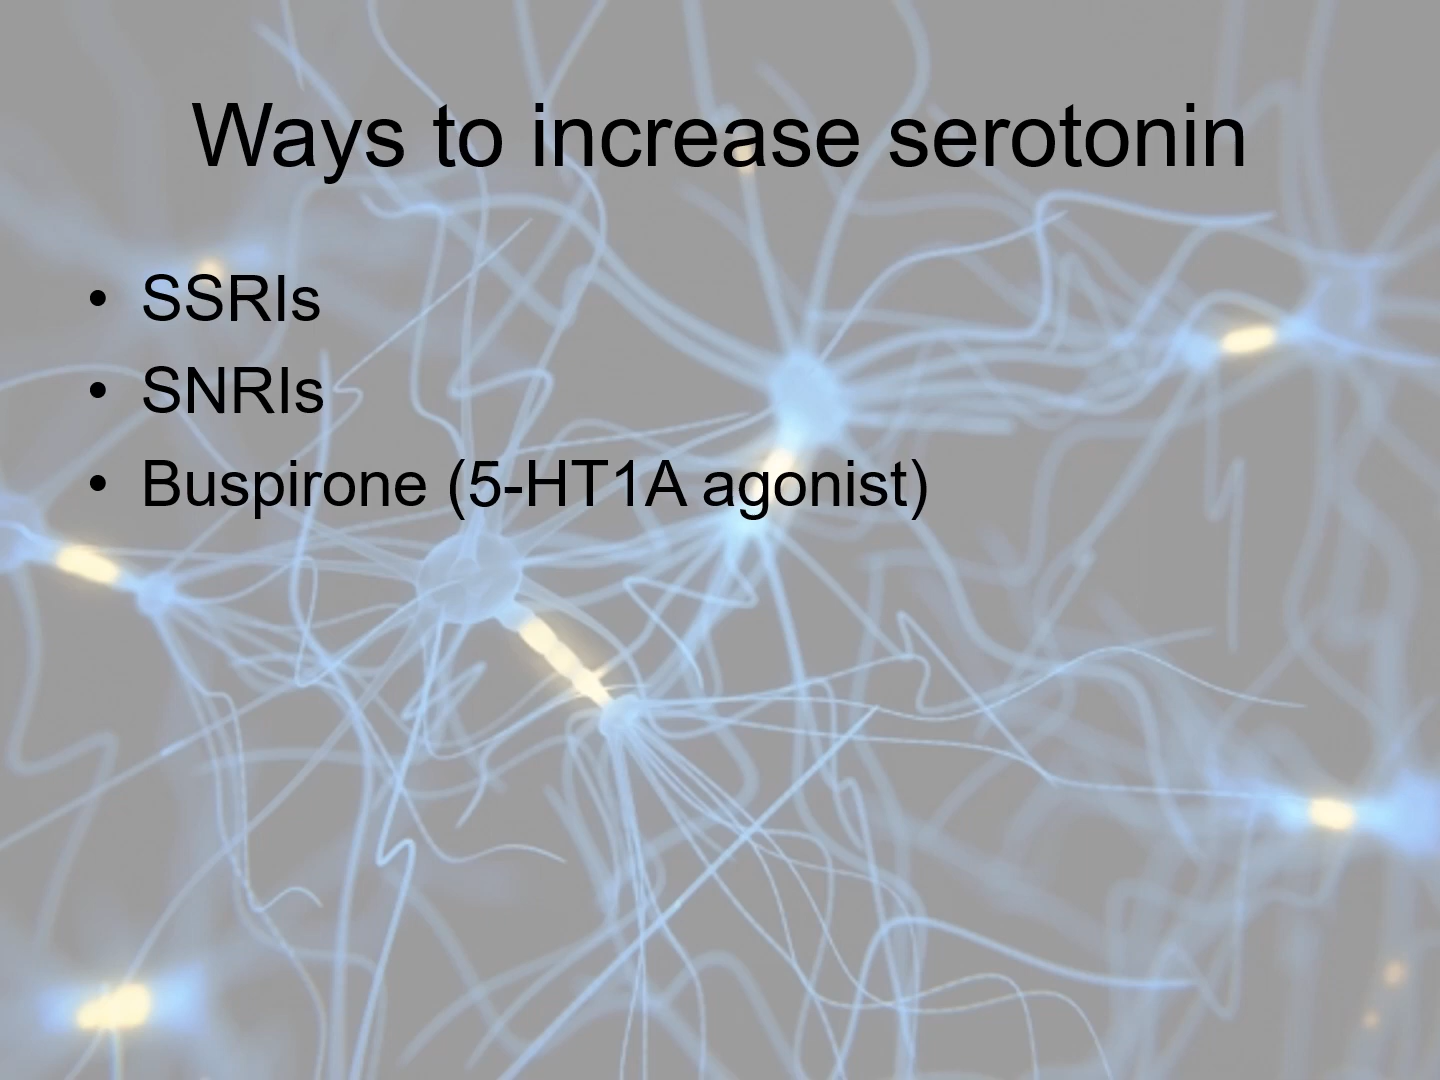 Ways to increase serotonin
• SSRIs
• SNRIs
• Buspirone (5-HT1A agonist)